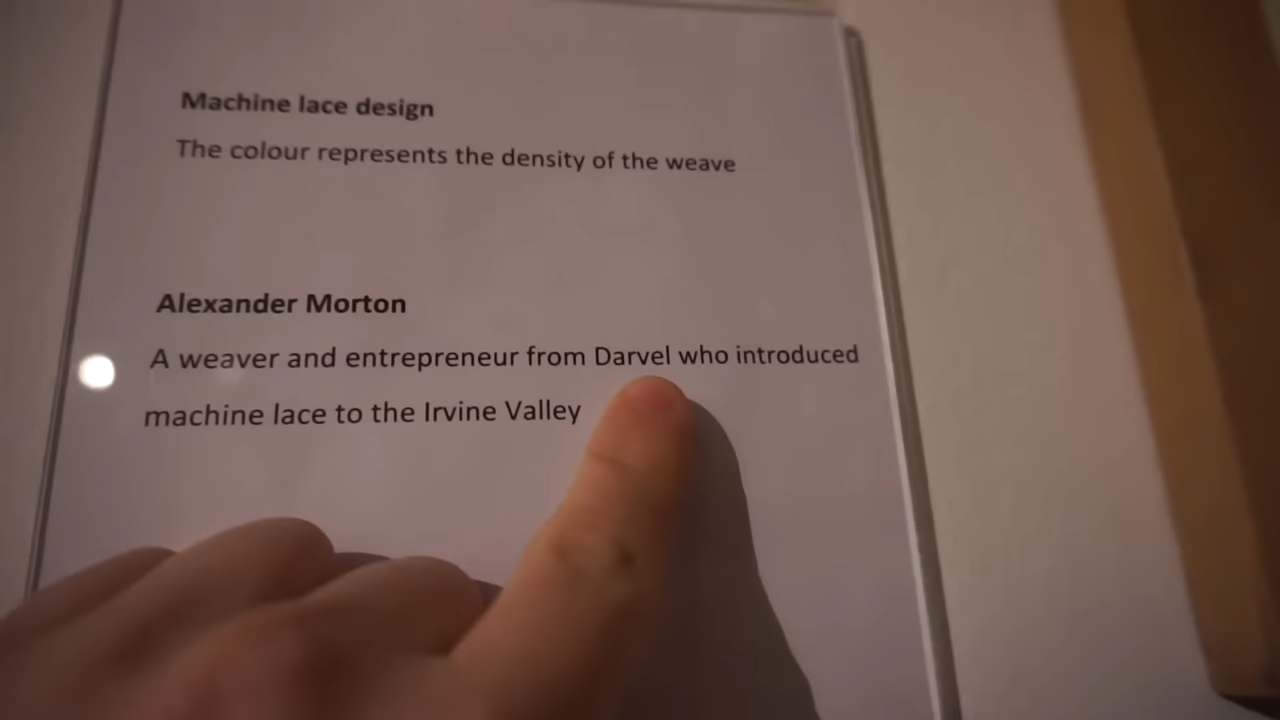 Machine lace design
The colour represents the density of the weave
Alexander Morton
A weaver and entrepreneur from Darvel who introduced
machine lace to the Irvine Valley